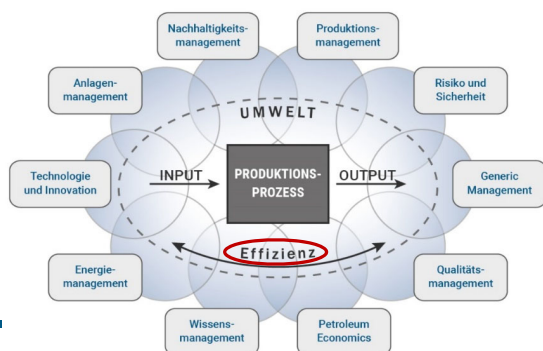 Nachhaltigkeits-
management
Produktions-
management
Anlagen-
management
Risiko und
Sicherheit
UMWELT
Technologie
und Innovation
INPUT
PRODUKTIONS-
PROZESS
OUTPUT
Generic
Management
Effizienz
Energie-
management
Qualitäts-
management
Wissens-
management
Petroleum
Economics